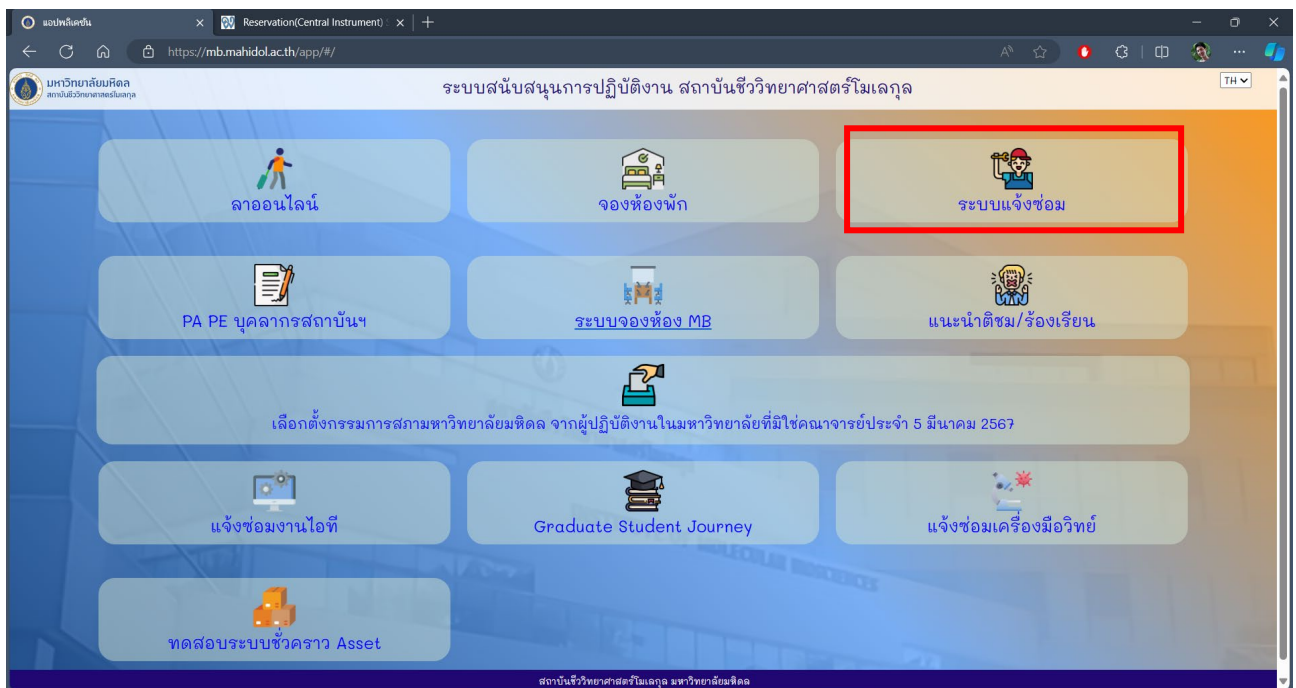 แอปพลิเคชัน
Reservation(Central Instrument)
https://mb.mahidol.ac.th/app/#/
มหาวิทยาลัยมหิดล
สถาบันชีววิทยาศาสตร์โมเลกุล
ระบบสนับสนุนการปฏิบัติงาน สถาบันชีววิทยาศาสตร์โมเลกุล
TH
ลาออนไลน์
จองห้องพัก
ระบบแจ้งซ่อม
PA PE บุคลากรสถาบันฯ
ระบบจองห้อง MB
แนะนำติชม/ร้องเรียน
เลือกตั้งกรรมการสภามหาวิทยาลัยมหิดล จากผู้ปฏิบัติงานในมหาวิทยาลัยที่มิใช่คณาจารย์ประจำ 5 มีนาคม 2567
แจ้งซ่อมงานไอที
Graduate Student Journey
แจ้งซ่อมเครื่องมือวิทย์
ทดสอบระบบชั่วคราว Asset
สถาบันชีววิทยาศาสตร์โมเลกุล มหาวิทยาลัยมหิดล